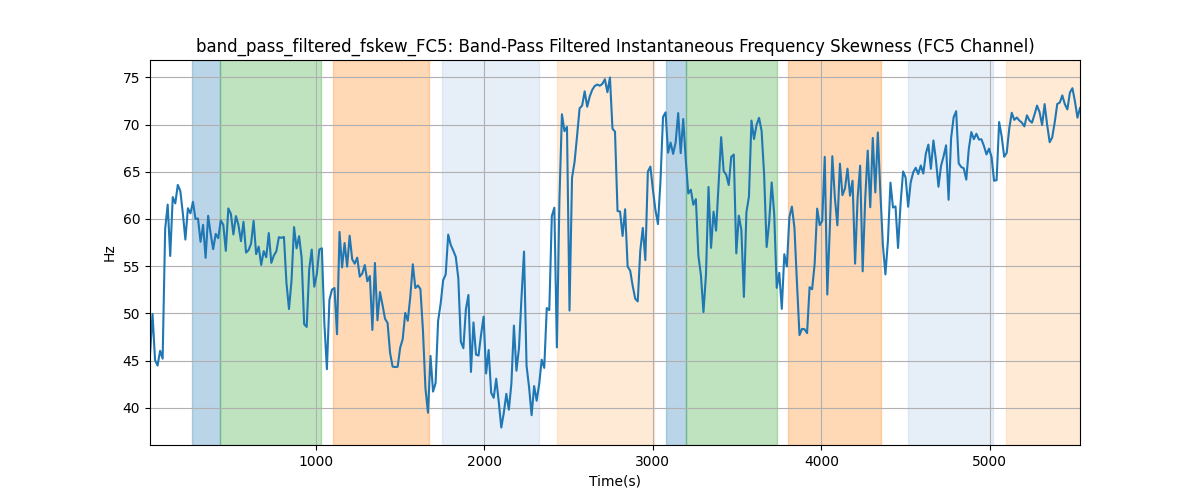 band_pass_filtered_fskew_FC5: Band-Pass Filtered Instantaneous Frequency Skewness (FC5 Channel)
75
70
65
60
55
50
45
40
Hz
1000 2000 3000 4000 5000
Time(s)